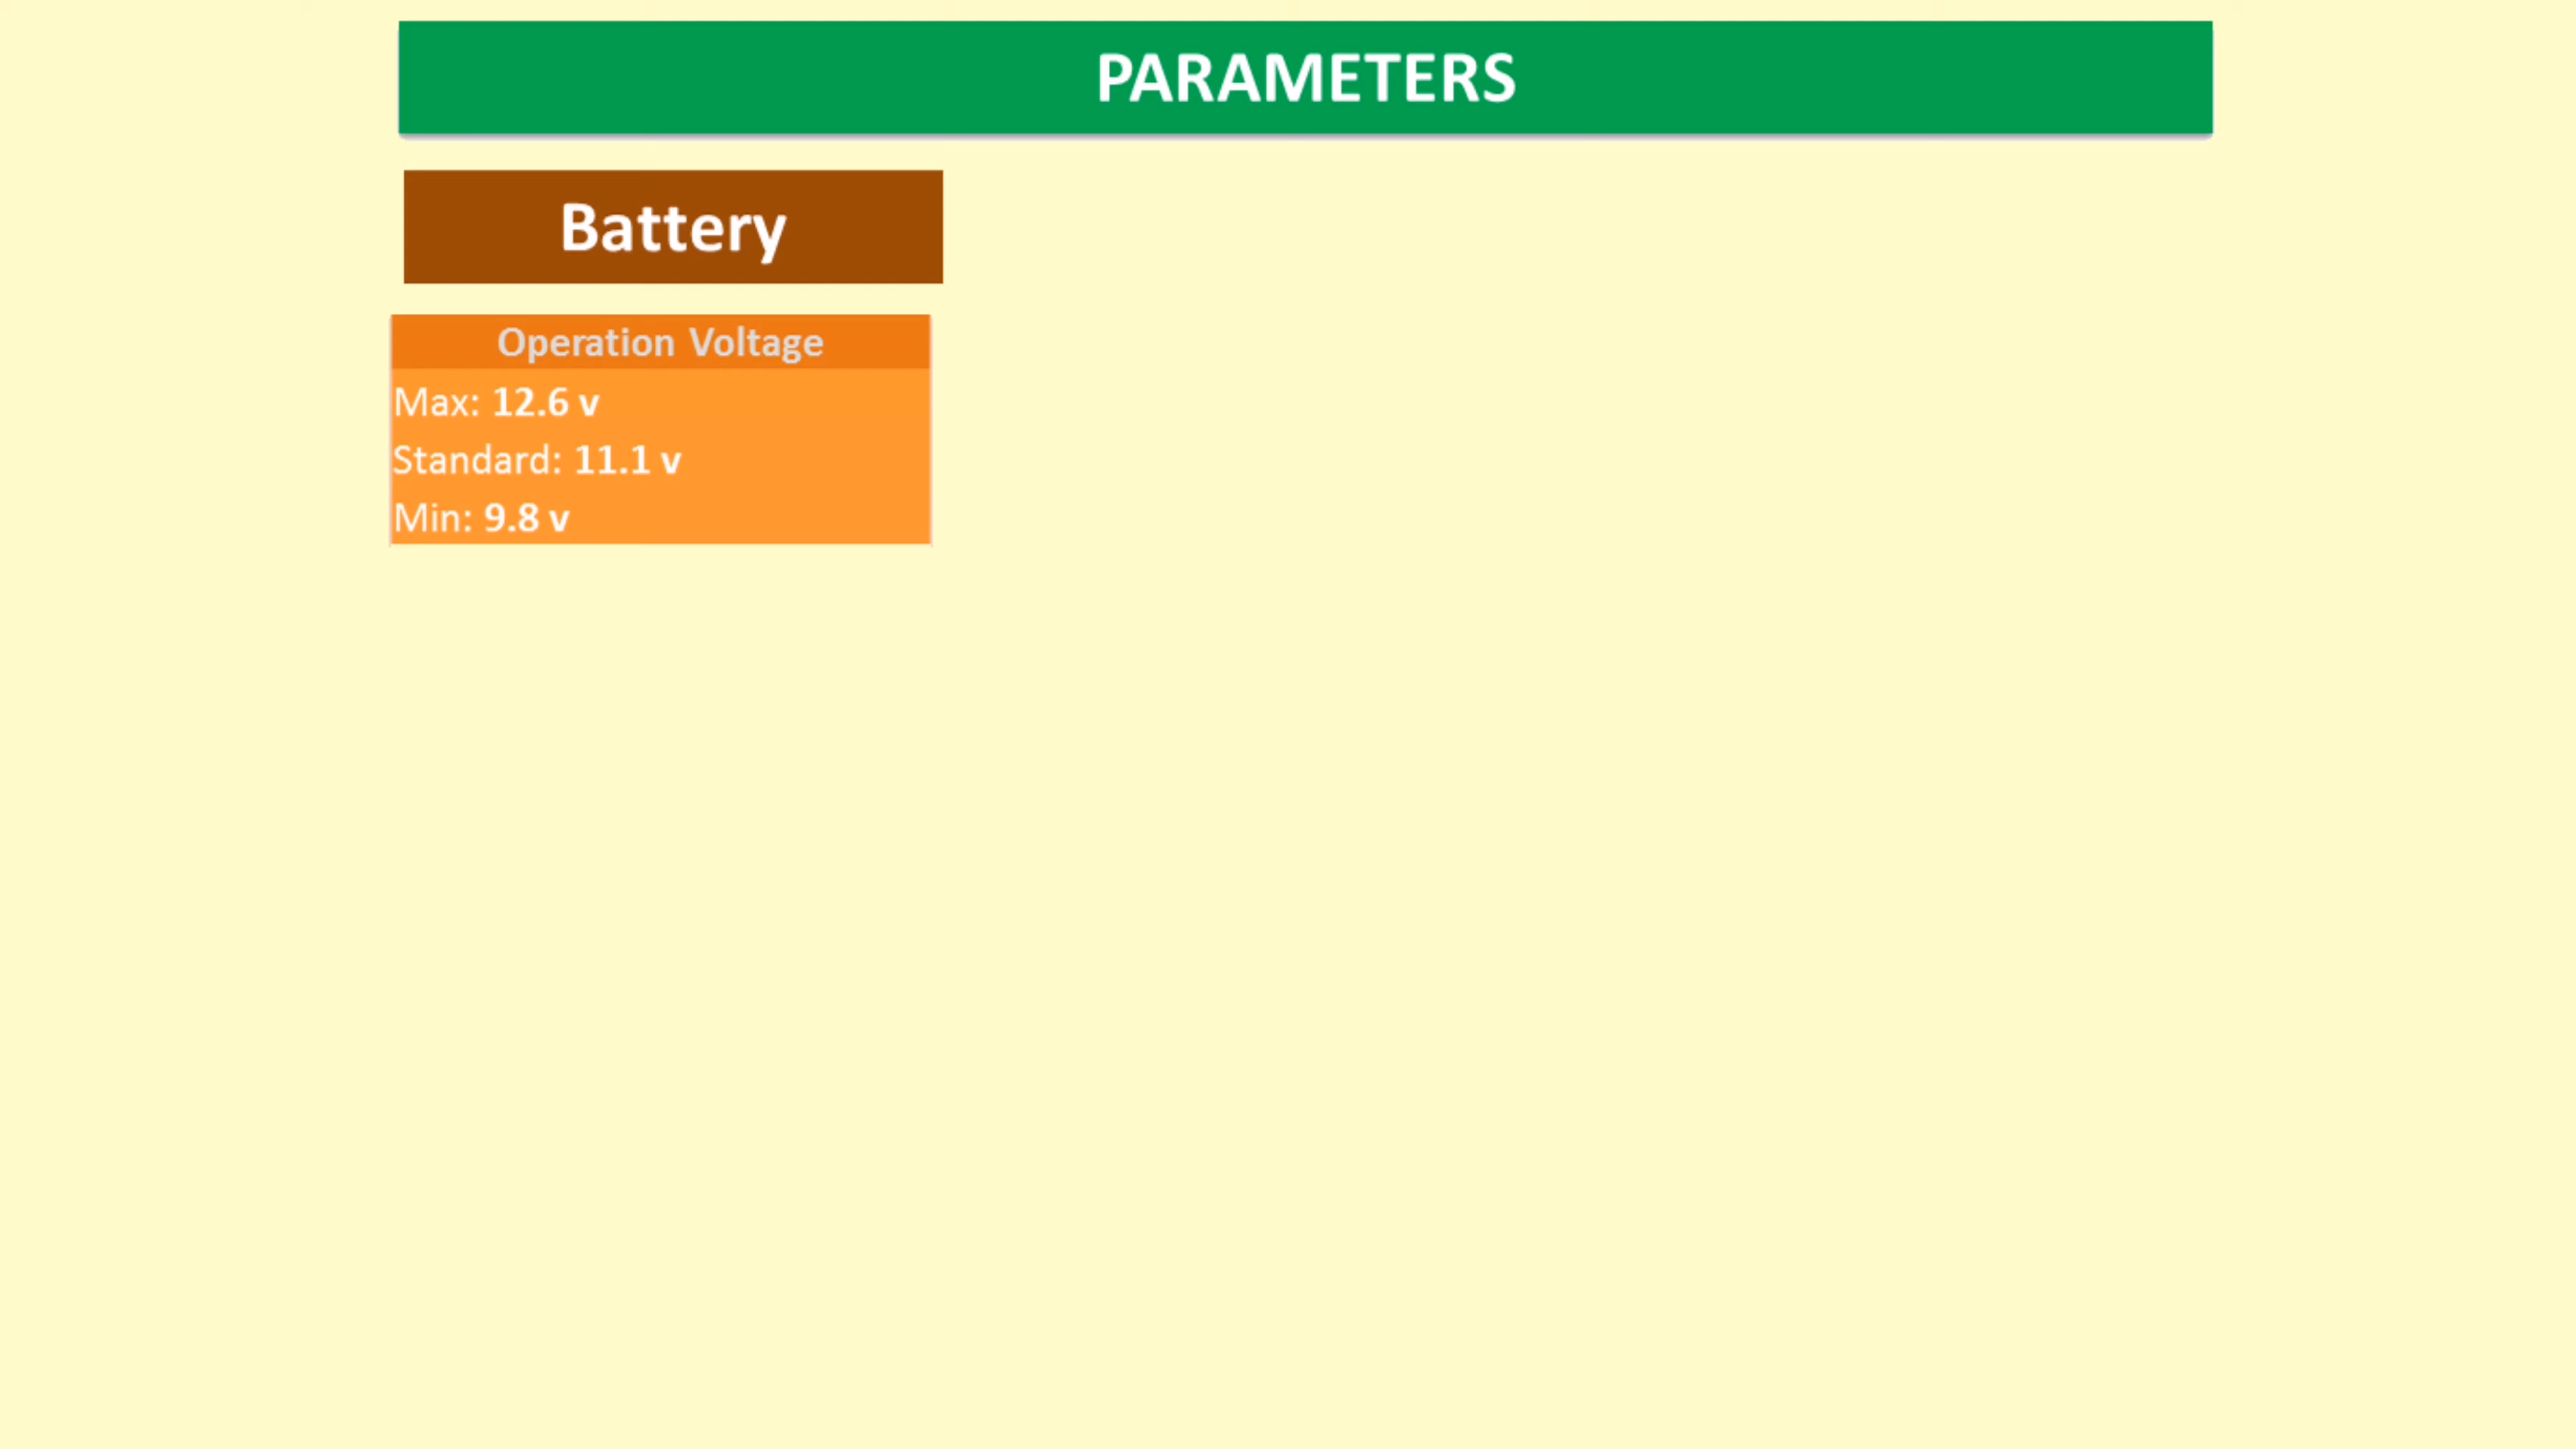 PARAMETERS
Battery
Operation Voltage
Max: 12.6 v
Standard: 11.1 v
Min: 9.8 v